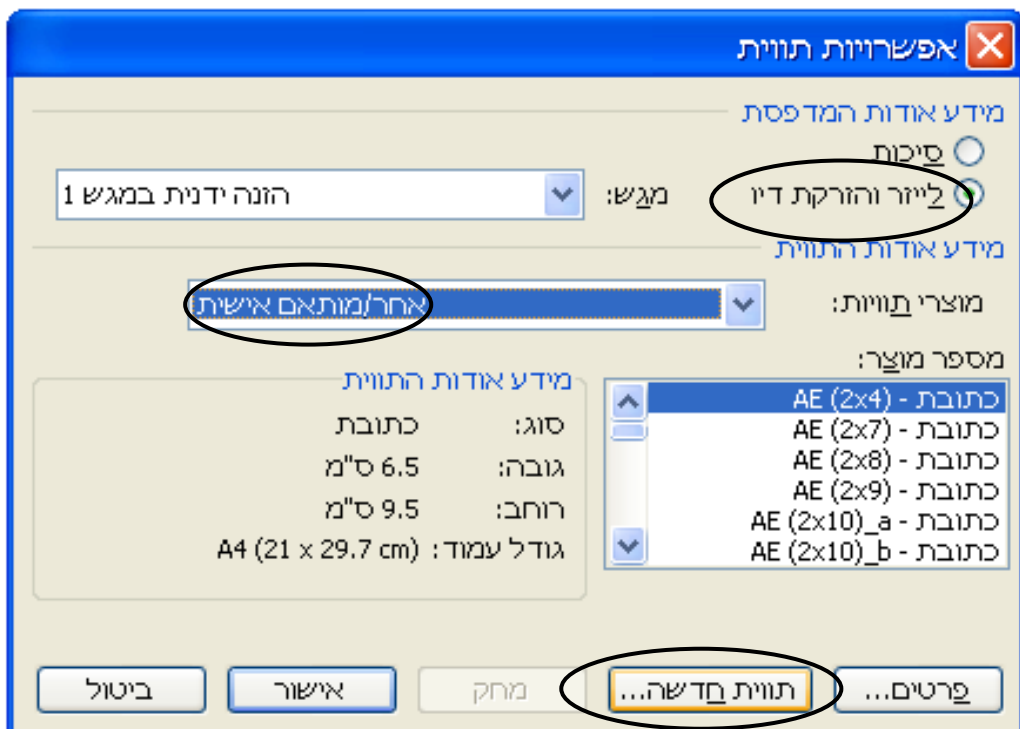 אפשרויות תווית
מידע אודות המדפסת
סיכות
לייזר והזרקת דיו
מגש: הזנה ידנית במגש 1
מידע אודות התווית
מוצרי תוויות: אחר/מותאם אישית
מספר מוצר:
כתובת - AE (2x4)
כתובת - AE (2x7)
כתובת - AE (2x8)
כתובת - AE (2x9)
כתובת - AE (2x10)_a
כתובת - AE (2x10)_b
מידע אודות התווית
סוג: כתובת
גובה: 6.5 ס"מ
רוחב: 9.5 ס"מ
גודל עמוד: A4 (21 x 29.7 cm)
פרטים... תווית חדשה... מחק אישור ביטול